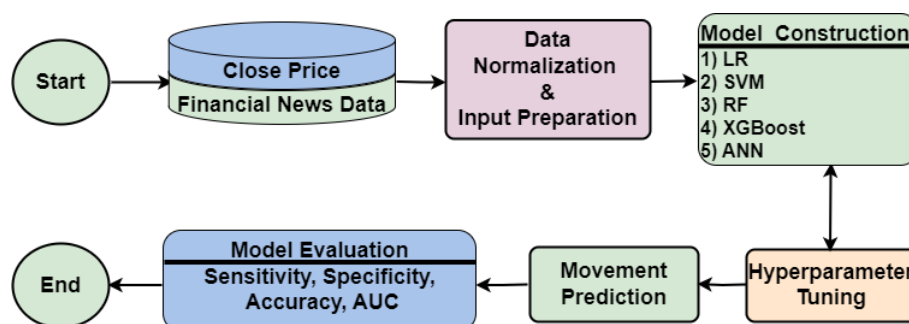 Start
Close Price
Financial News Data
Data
Normalization
&
Input Preparation
Model Construction
1) LR
2) SVM
3) RF
4) XGBoost
5) ANN
Hyperparameter
Tuning
Movement
Prediction
Model Evaluation
Sensitivity, Specificity,
Accuracy, AUC
End